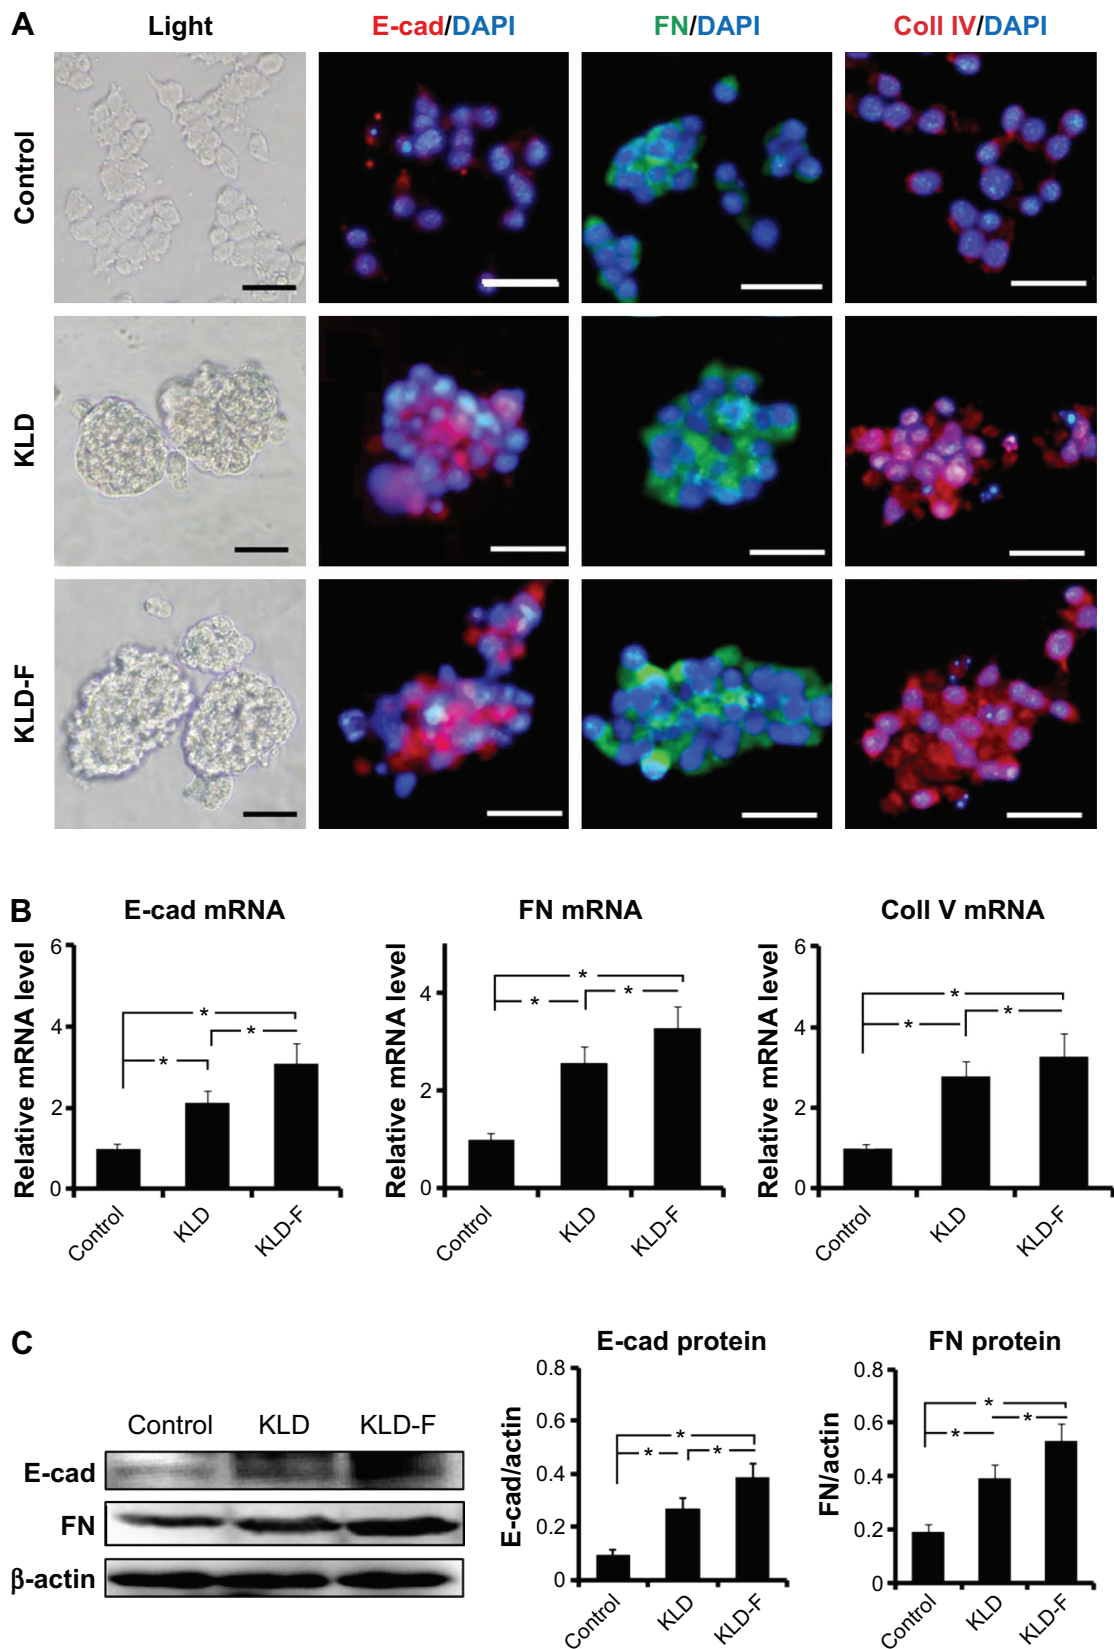 A
Light
E-cad/DAPI
FN/DAPI
Coll IV/DAPI
Control
KLD
KLD-F
B
E-cad mRNA
FN mRNA
Coll V mRNA
Relative mRNA level
6
4
2
0
*
*
*
Control
KLD
KLD-F
Relative mRNA level
4
2
0
*
*
*
Control
KLD
KLD-F
Relative mRNA level
6
4
2
0
*
*
*
Control
KLD
KLD-F
C
Control KLD KLD-F
E-cad
FN
β-actin
E-cad protein
E-cad/actin
0.8
0.6
0.4
0.2
0
*
*
*
Control
KLD
KLD-F
FN protein
FN/actin
0.8
0.6
0.4
0.2
0
*
*
*
Control
KLD
KLD-F